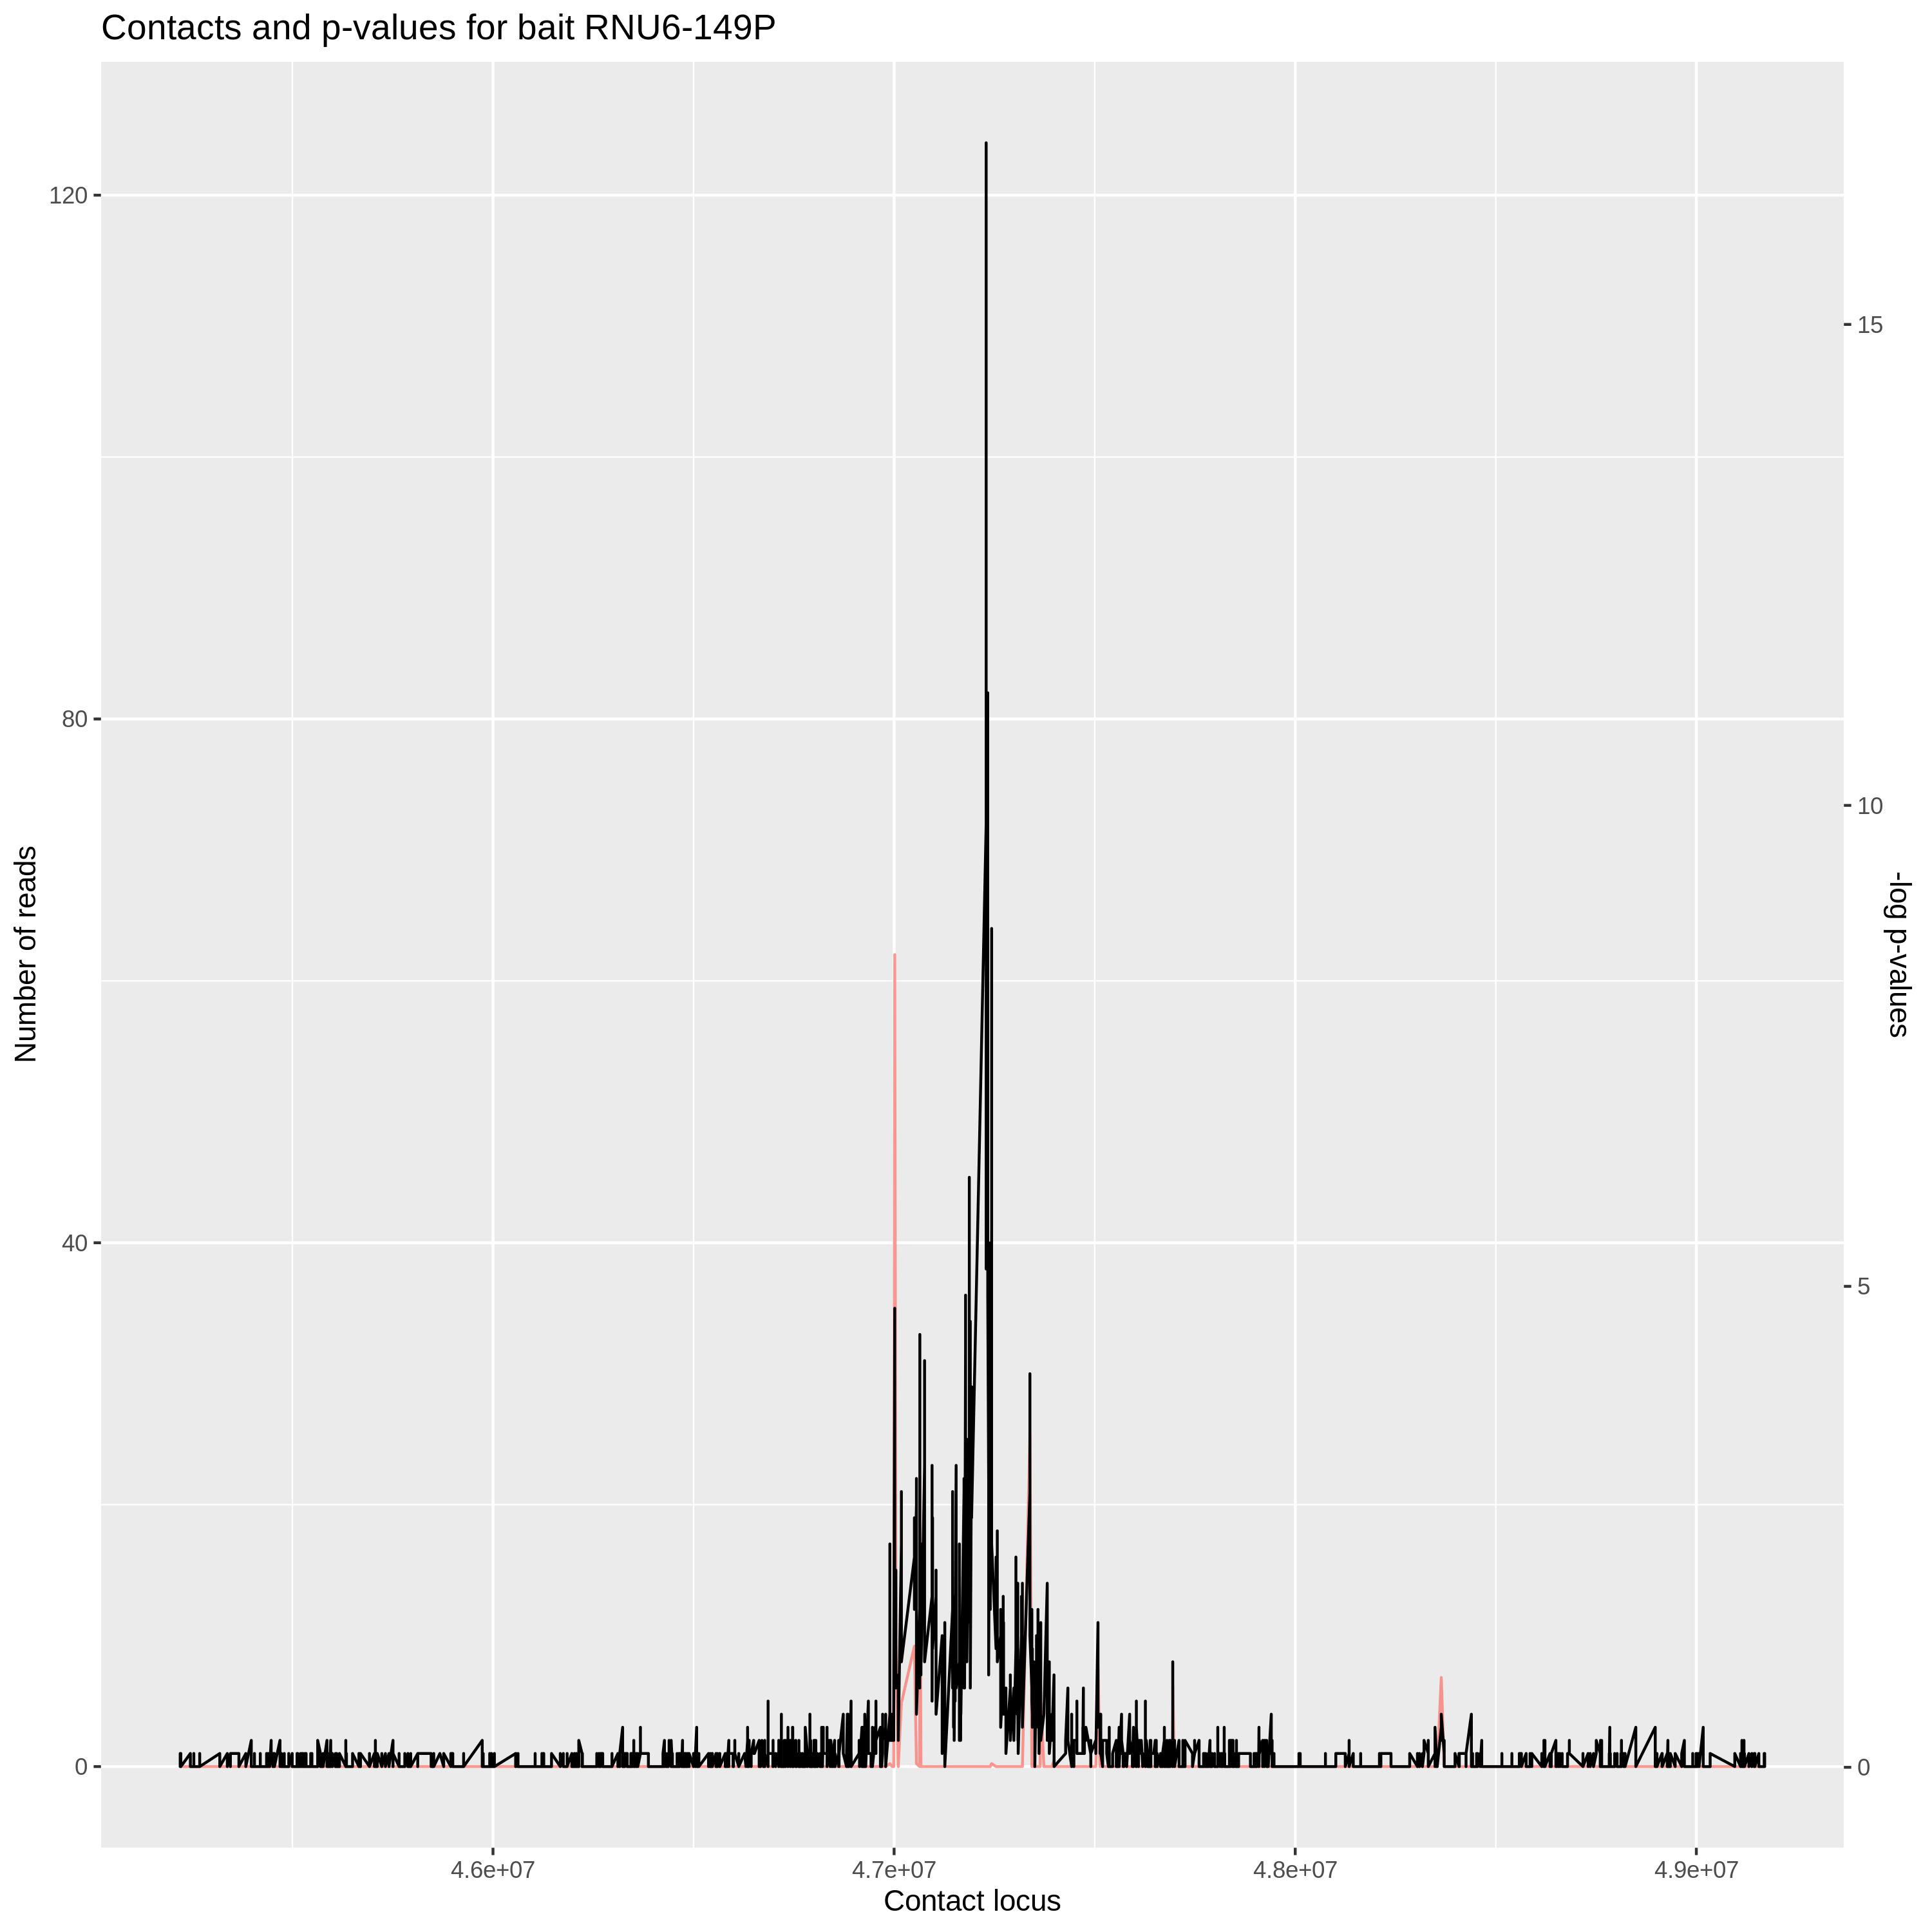 Contacts and p-values for bait RNU6-149P
120
80
40
0
Number of reads
15
10
5
0
-log p-values
4.6e+07
4.7e+07
4.8e+07
4.9e+07
Contact locus